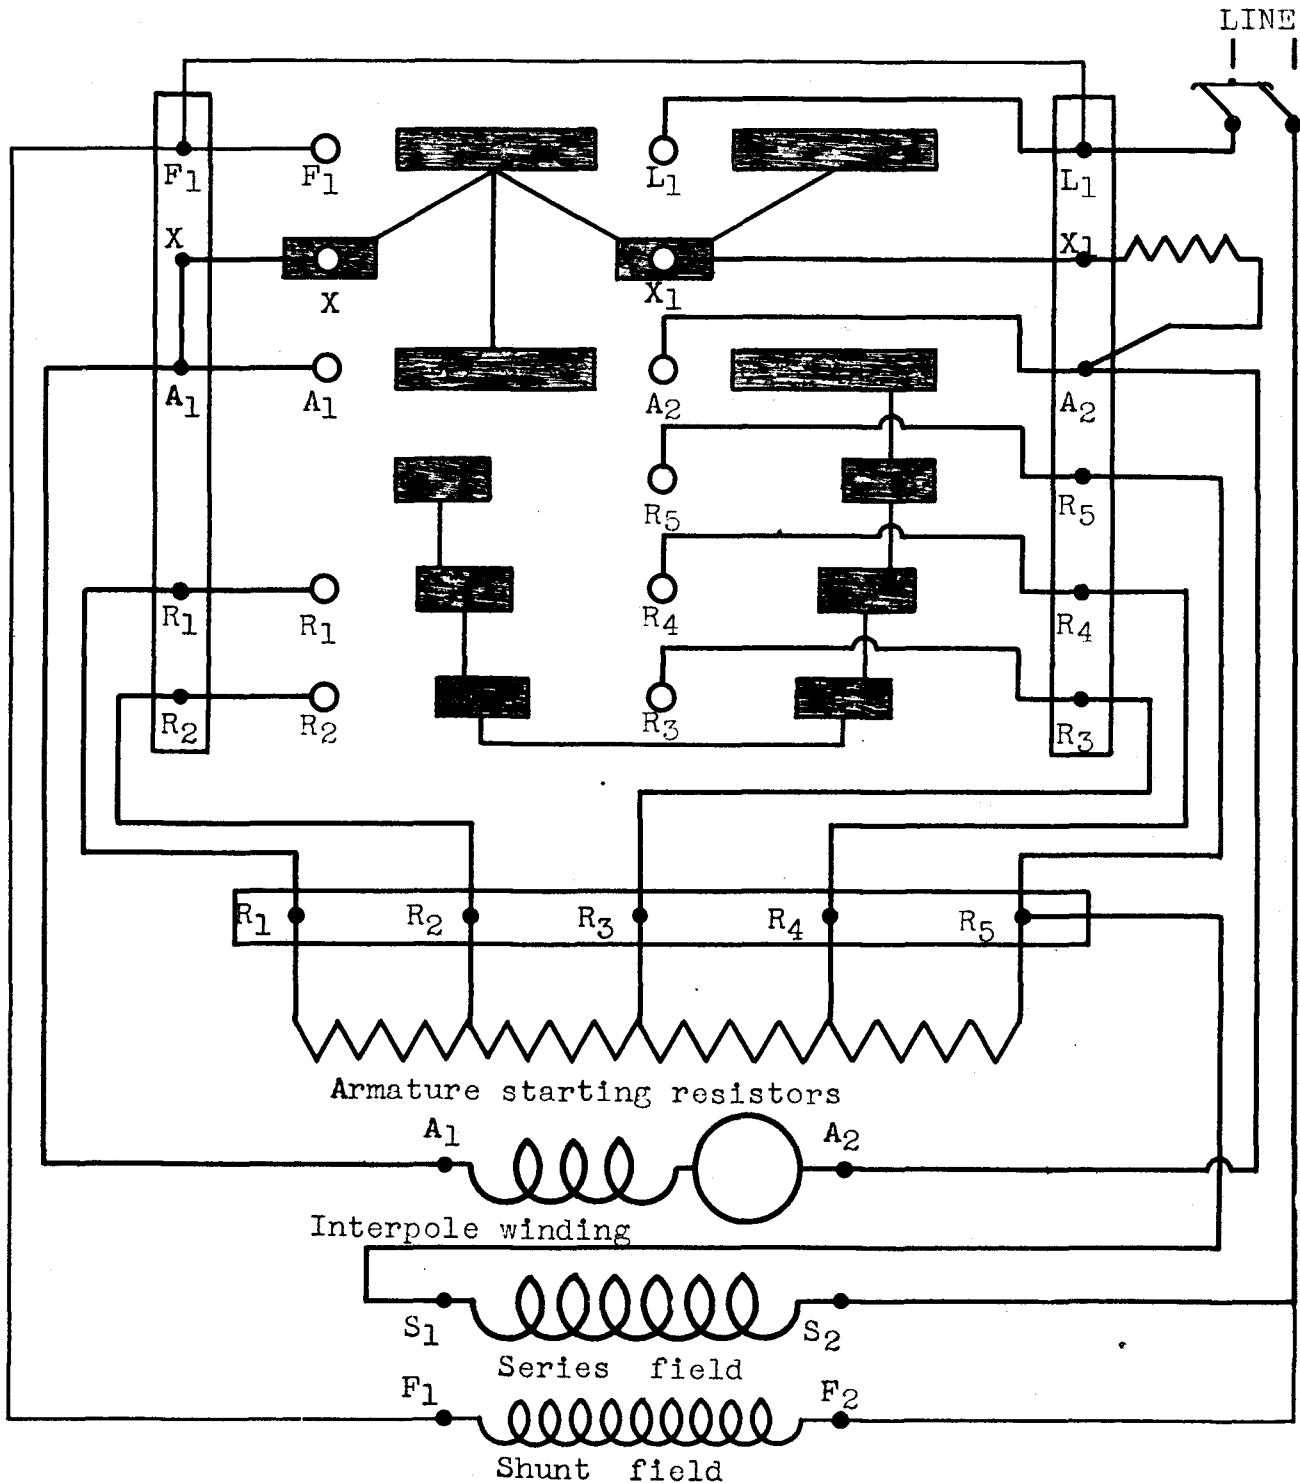 LINE
F1 F1 L1 L1
X X1
X X1
A1 A1 A2 A2
R5 R5
R1 R1 R4 R4
R2 R2 R3 R3
R1 R2 R3 R4 R5
Armature starting resistors
A1 A2
Interpole winding
S1 S2
Series field
F1 F2
Shunt field